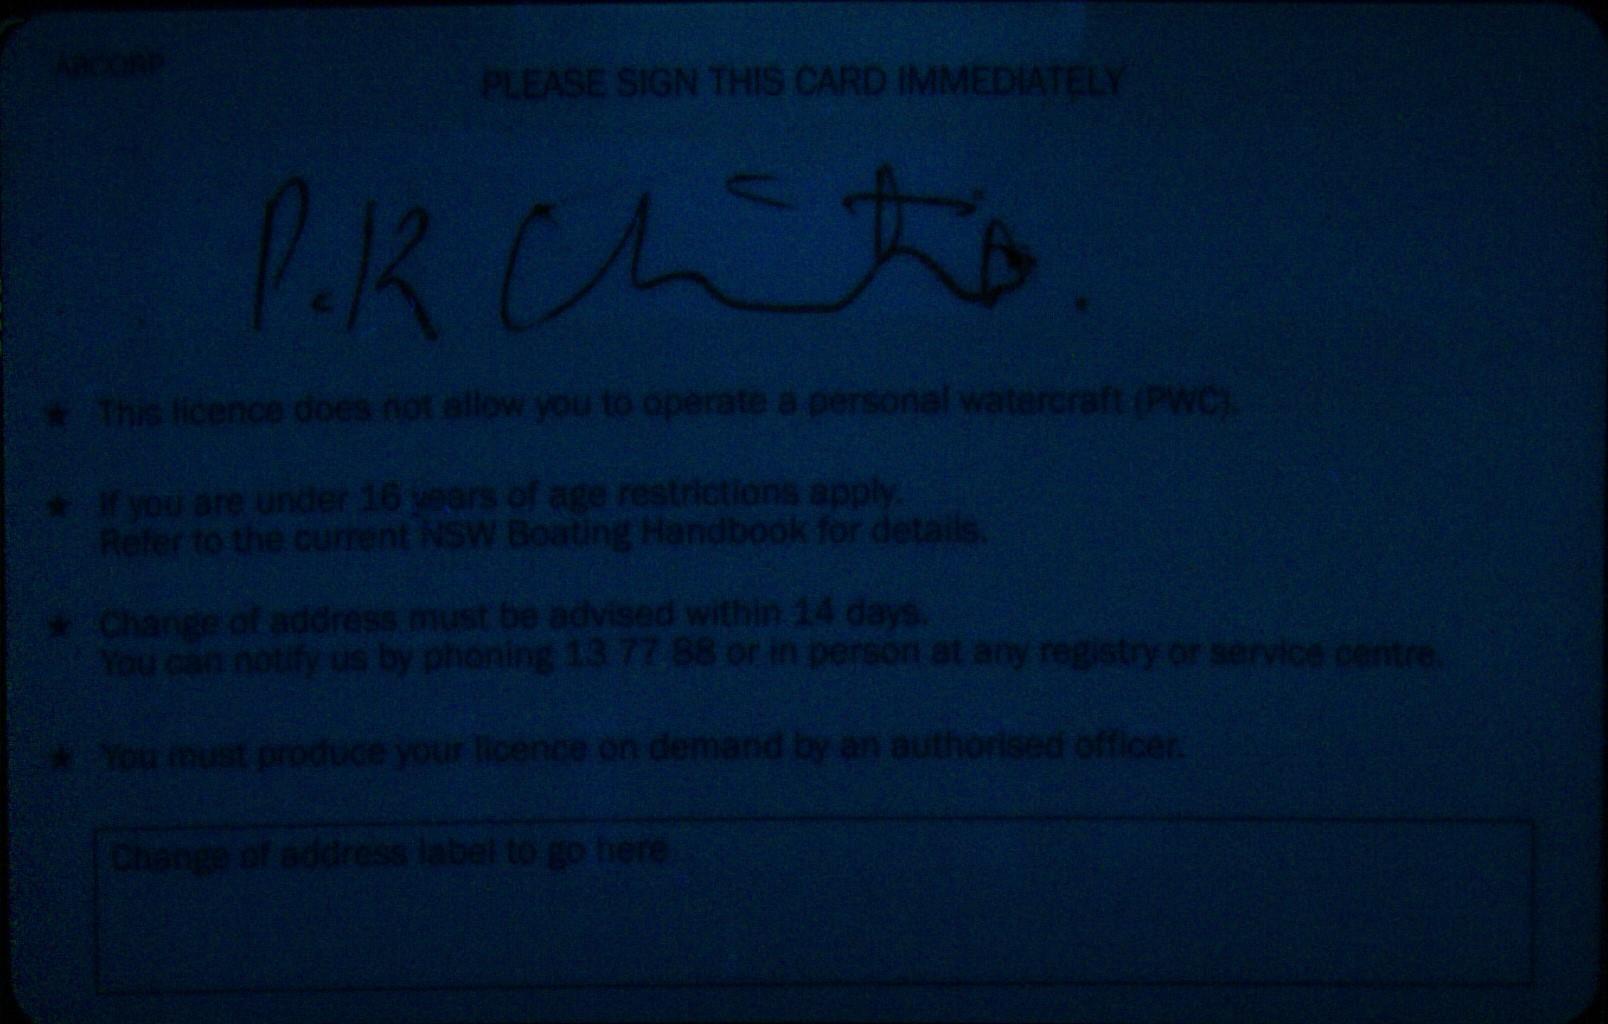 ABCORP
PLEASE SIGN THIS CARD IMMEDIATELY
P.R
★ This licence does not allow you to operate a personal watercraft (PWC).
★ If you are under 16 years of age restrictions apply.
Refer to the current NSW Boating Handbook for details.
★ Change of address must be advised within 14 days.
You can notify us by phoning 13 77 88 or in person at any registry or service centre.
★ You must produce your licence on demand by an authorised officer.
Change of address label to go here